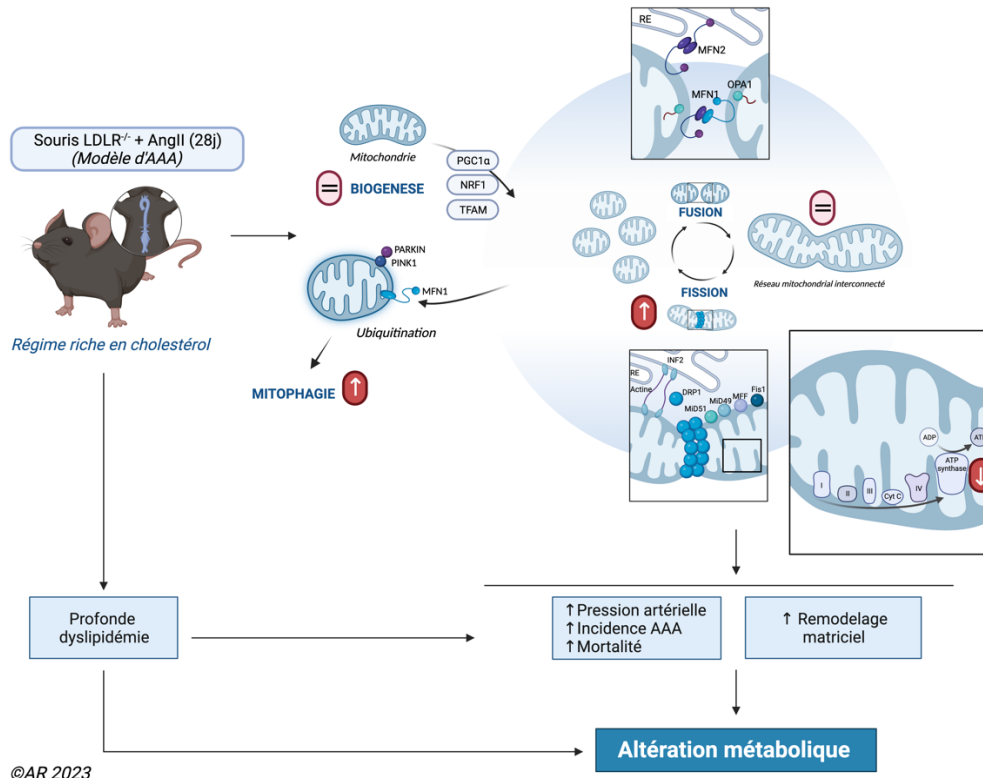 RE
MFN2
MFN1
OPA1
Souris LDLR-/- + AngII (28j)
(Modèle d'AAA)
Régime riche en cholestérol
Mitochondrie
BIOGENESE
PGC1α
NRF1
TFAM
PARKIN
PINK1
MFN1
Ubiquitination
MITOPHAGIE
FUSION
FISSION
Réseau mitochondrial interconnecté
INF2
RE
Actine
DRP1
MiD51
MiD49
MFF
Fis1
ADP
ATP
synthase
I
II
III
Cyt C
IV
Profonde
dyslipidémie
↑ Pression artérielle
↑ Incidence AAA
↑ Mortalité
↑ Remodelage
matriciel
Altération métabolique
©AR 2023